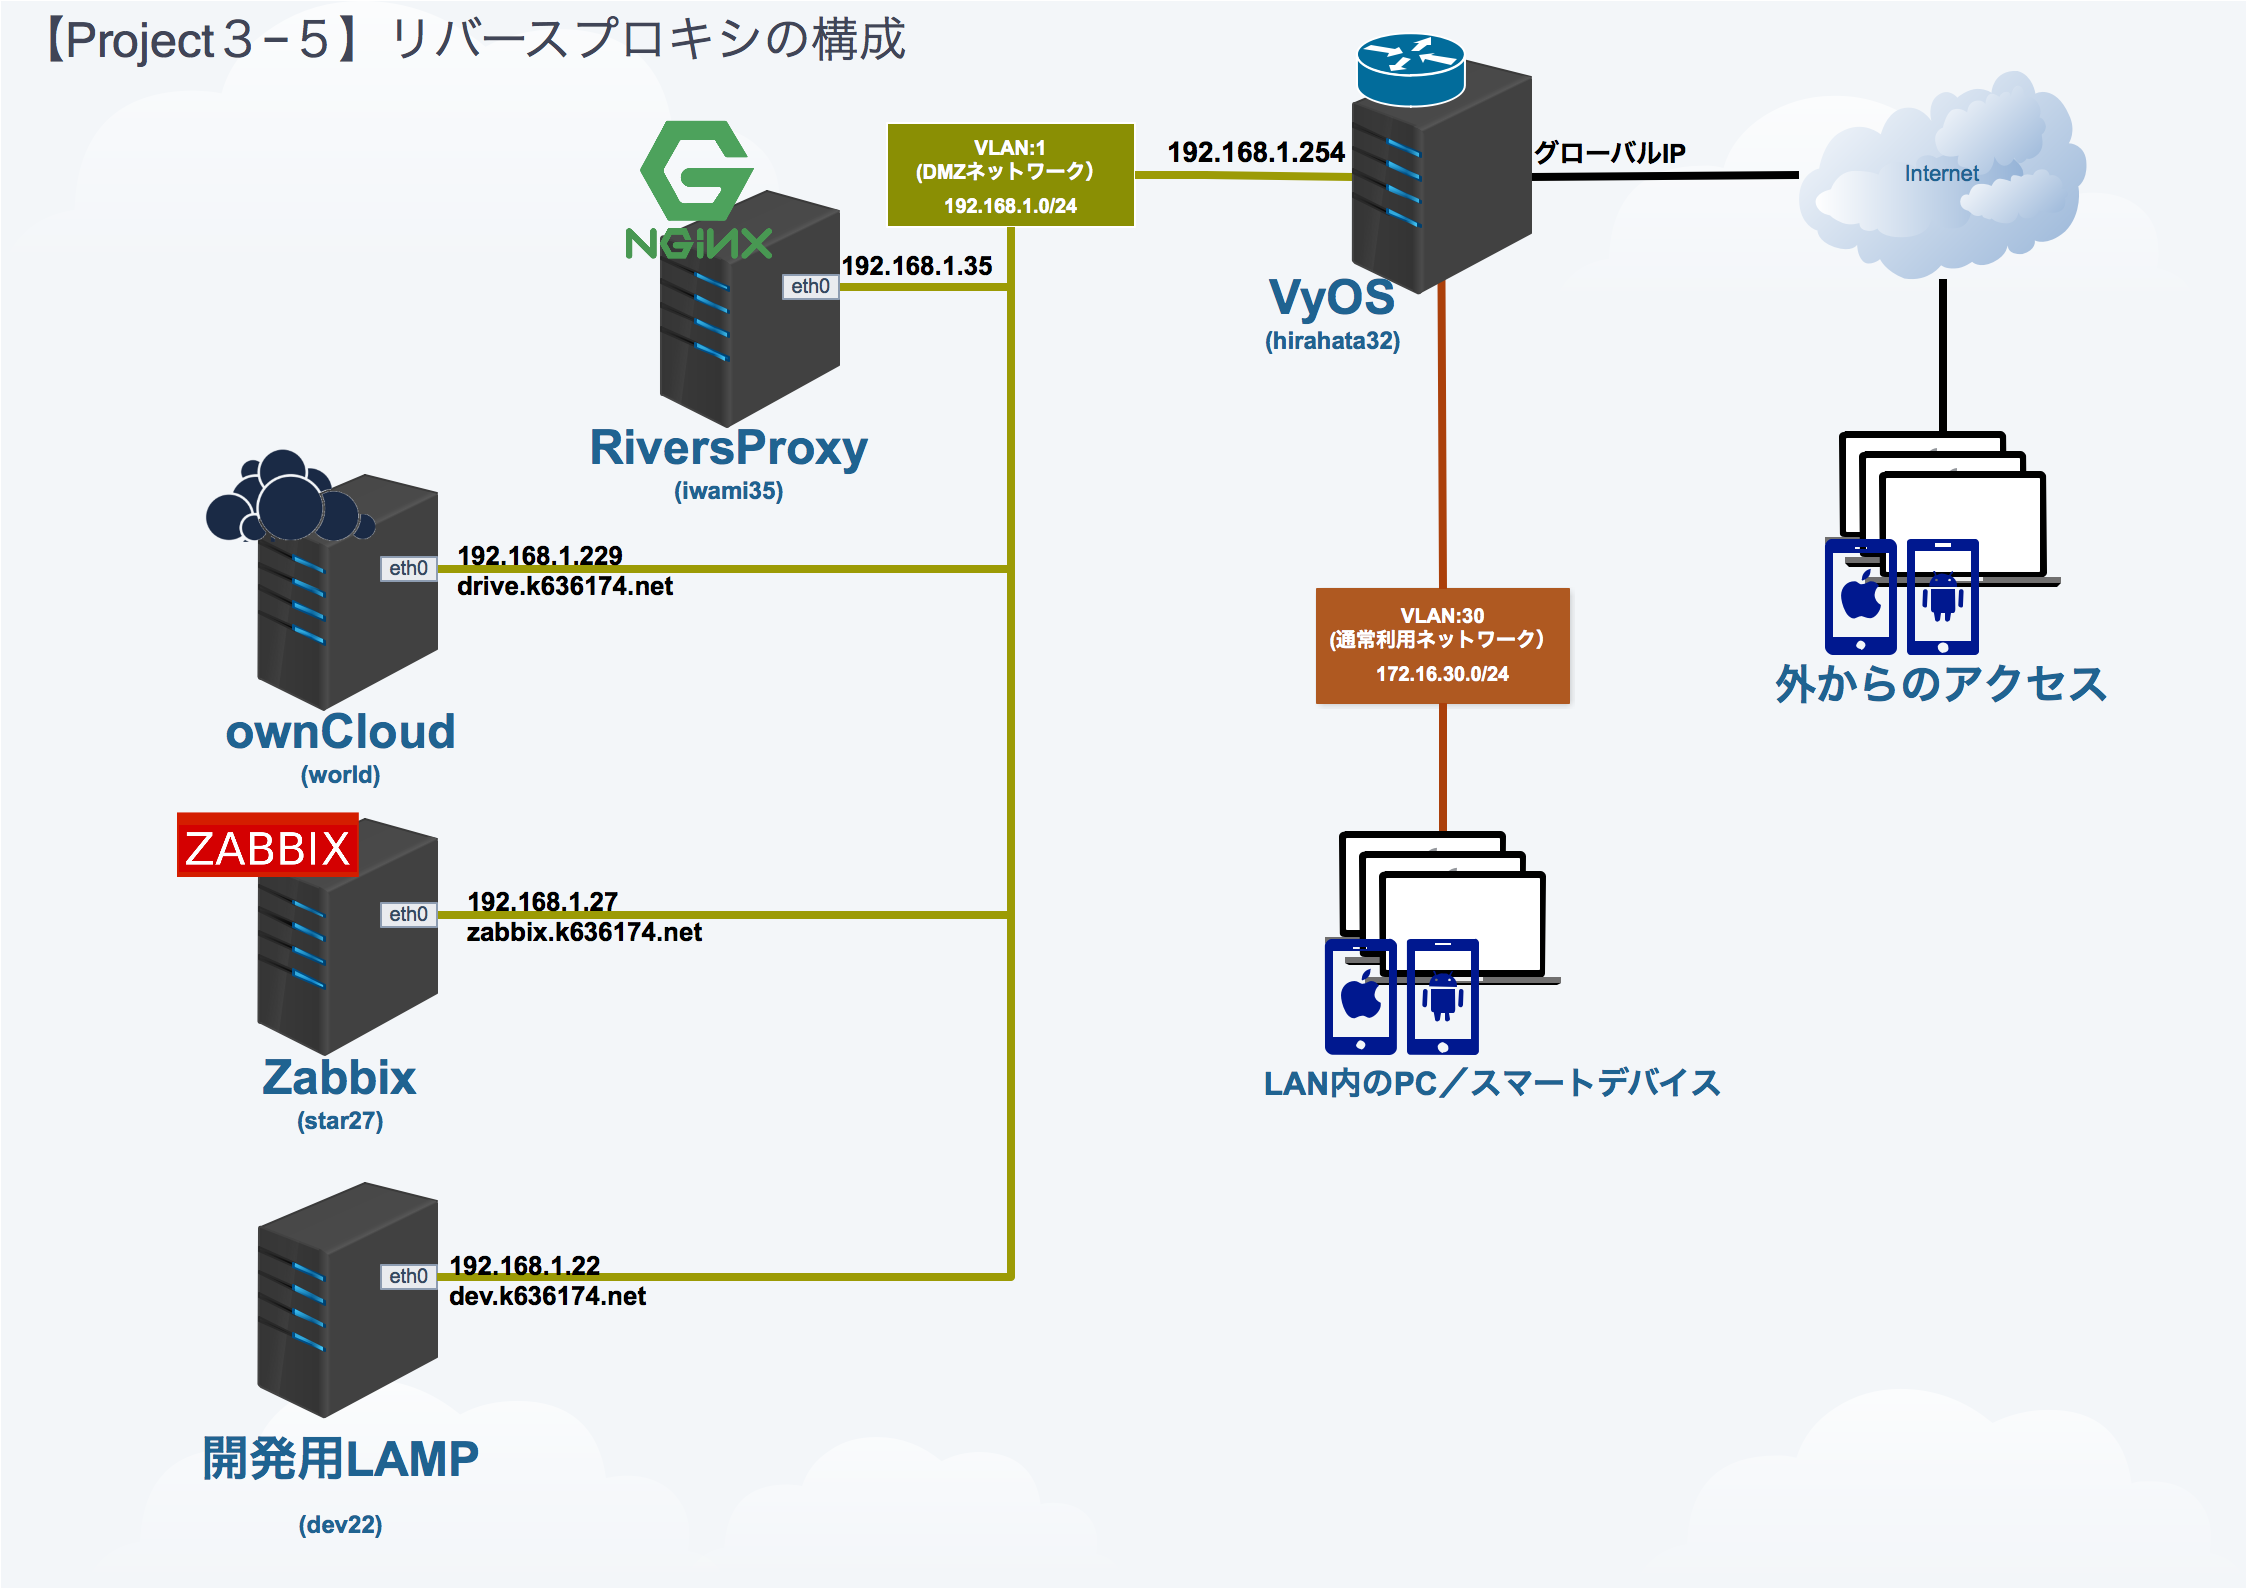 【Project３−５】リバースプロキシの構成
NGiNX
eth0
192.168.1.35
RiversProxy
(iwami35)
VLAN:1
(DMZネットワーク）
192.168.1.0/24
192.168.1.254
VyOS
(hirahata32)
グローバルIP
Internet
外からのアクセス
eth0
192.168.1.229
drive.k636174.net
ownCloud
(world)
VLAN:30
(通常利用ネットワーク）
172.16.30.0/24
LAN内のPC／スマートデバイス
ZABBIX
eth0
192.168.1.27
zabbix.k636174.net
Zabbix
(star27)
eth0
192.168.1.22
dev.k636174.net
開発用LAMP
(dev22)